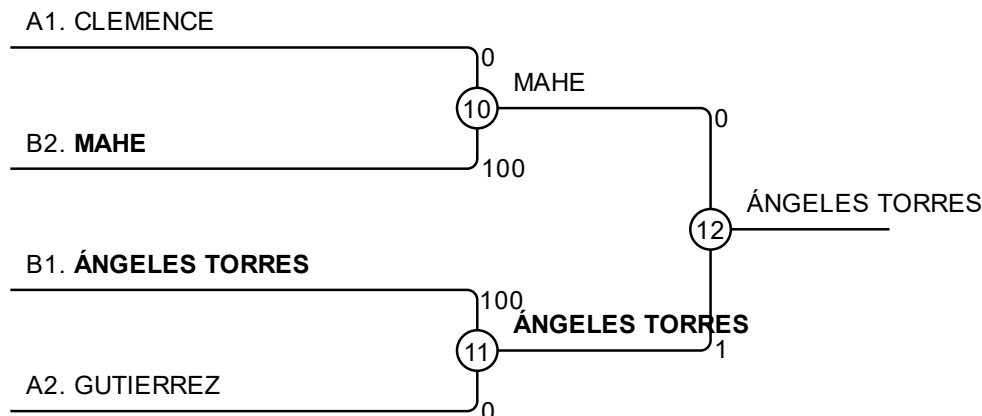 A1. CLEMENCE
0
10
MAHE
0
B2. MAHE
100
12
ÁNGELES TORRES
B1. ÁNGELES TORRES
100
11
ÁNGELES TORRES
1
A2. GUTIERREZ
0